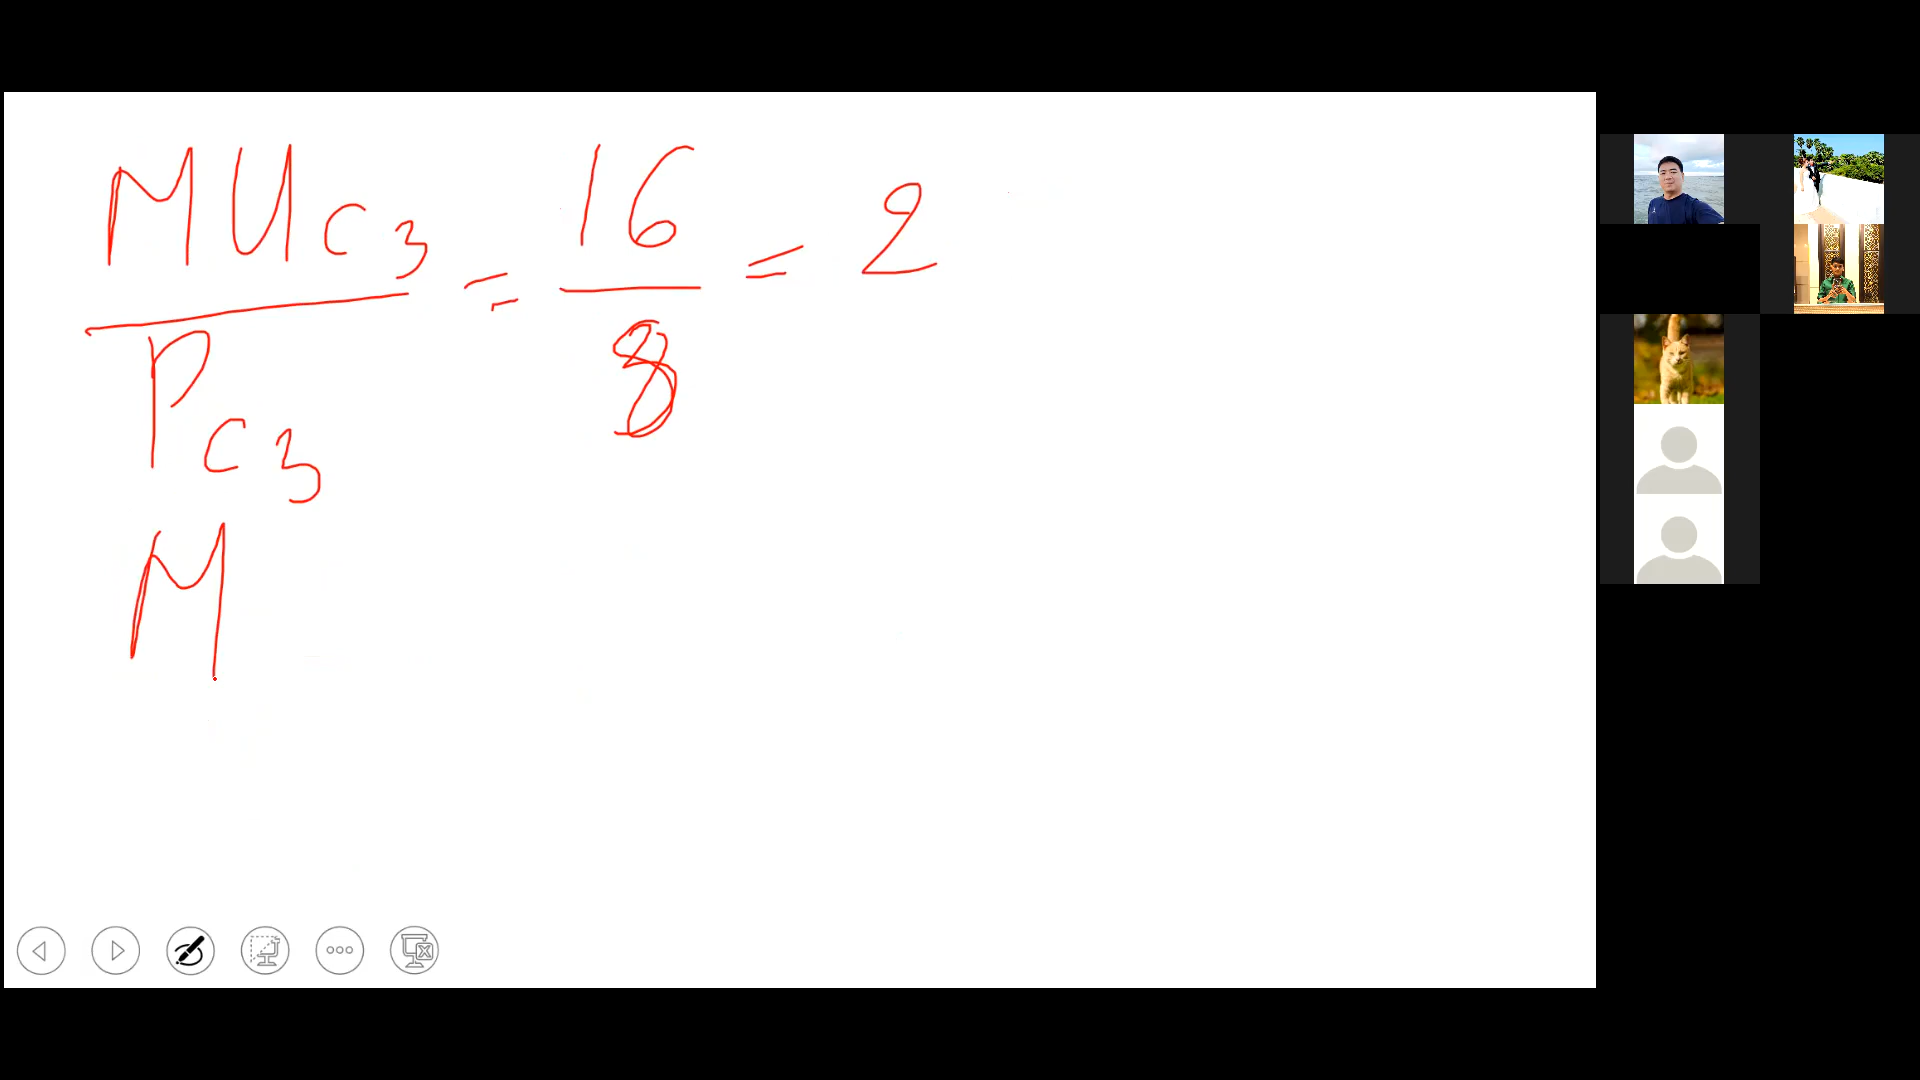 MUc3 = 16 = 2
Pc3 8
M